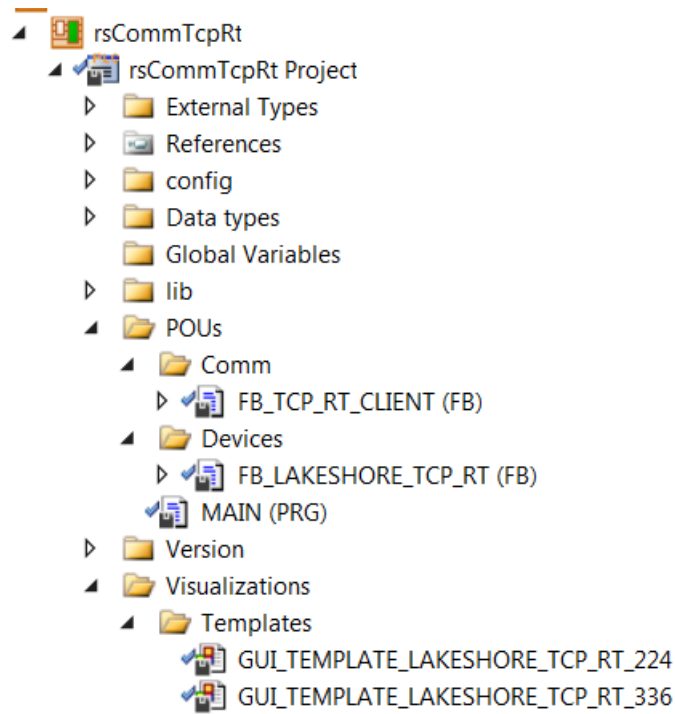 rsCommTcpRt
rsCommTcpRt Project
External Types
References
config
Data types
Global Variables
lib
POUs
Comm
FB_TCP_RT_CLIENT (FB)
Devices
FB_LAKESHORE_TCP_RT (FB)
MAIN (PRG)
Version
Visualizations
Templates
GUI_TEMPLATE_LAKESHORE_TCP_RT_224
GUI_TEMPLATE_LAKESHORE_TCP_RT_336